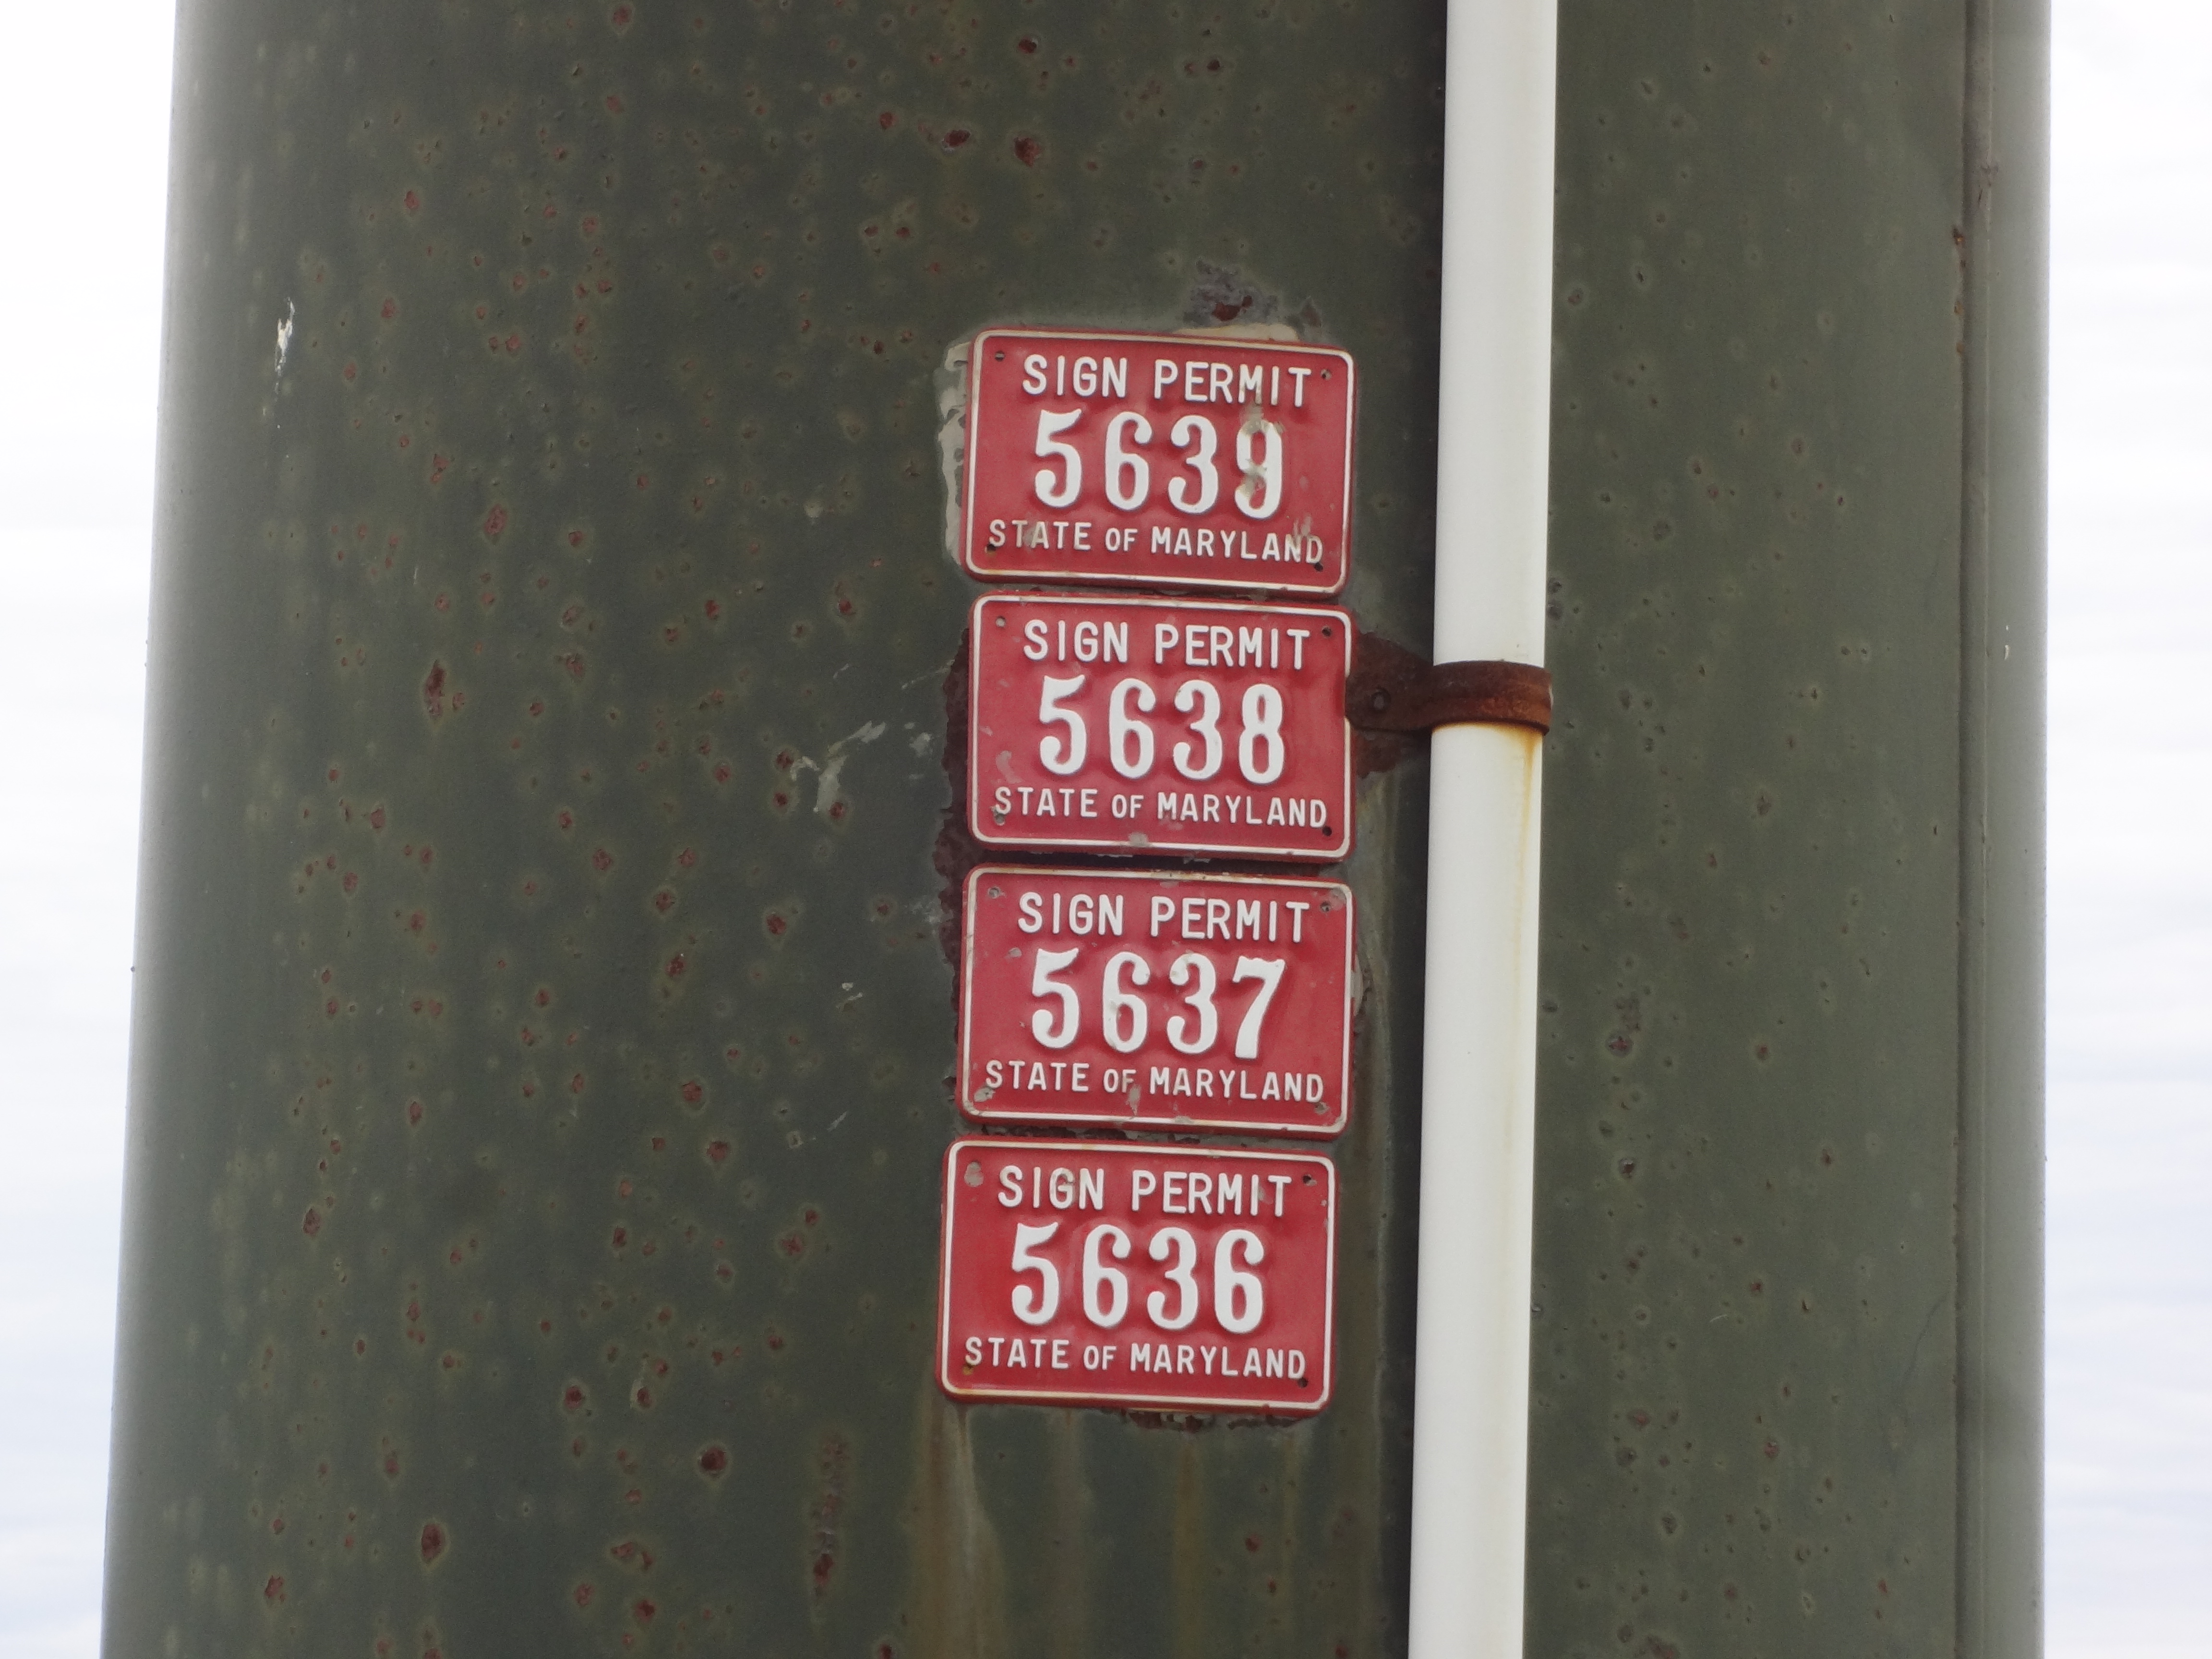 SIGN PERMIT
5639
STATE OF MARYLAND
SIGN PERMIT
5638
STATE OF MARYLAND
SIGN PERMIT
5637
STATE OF MARYLAND
SIGN PERMIT
5636
STATE OF MARYLAND